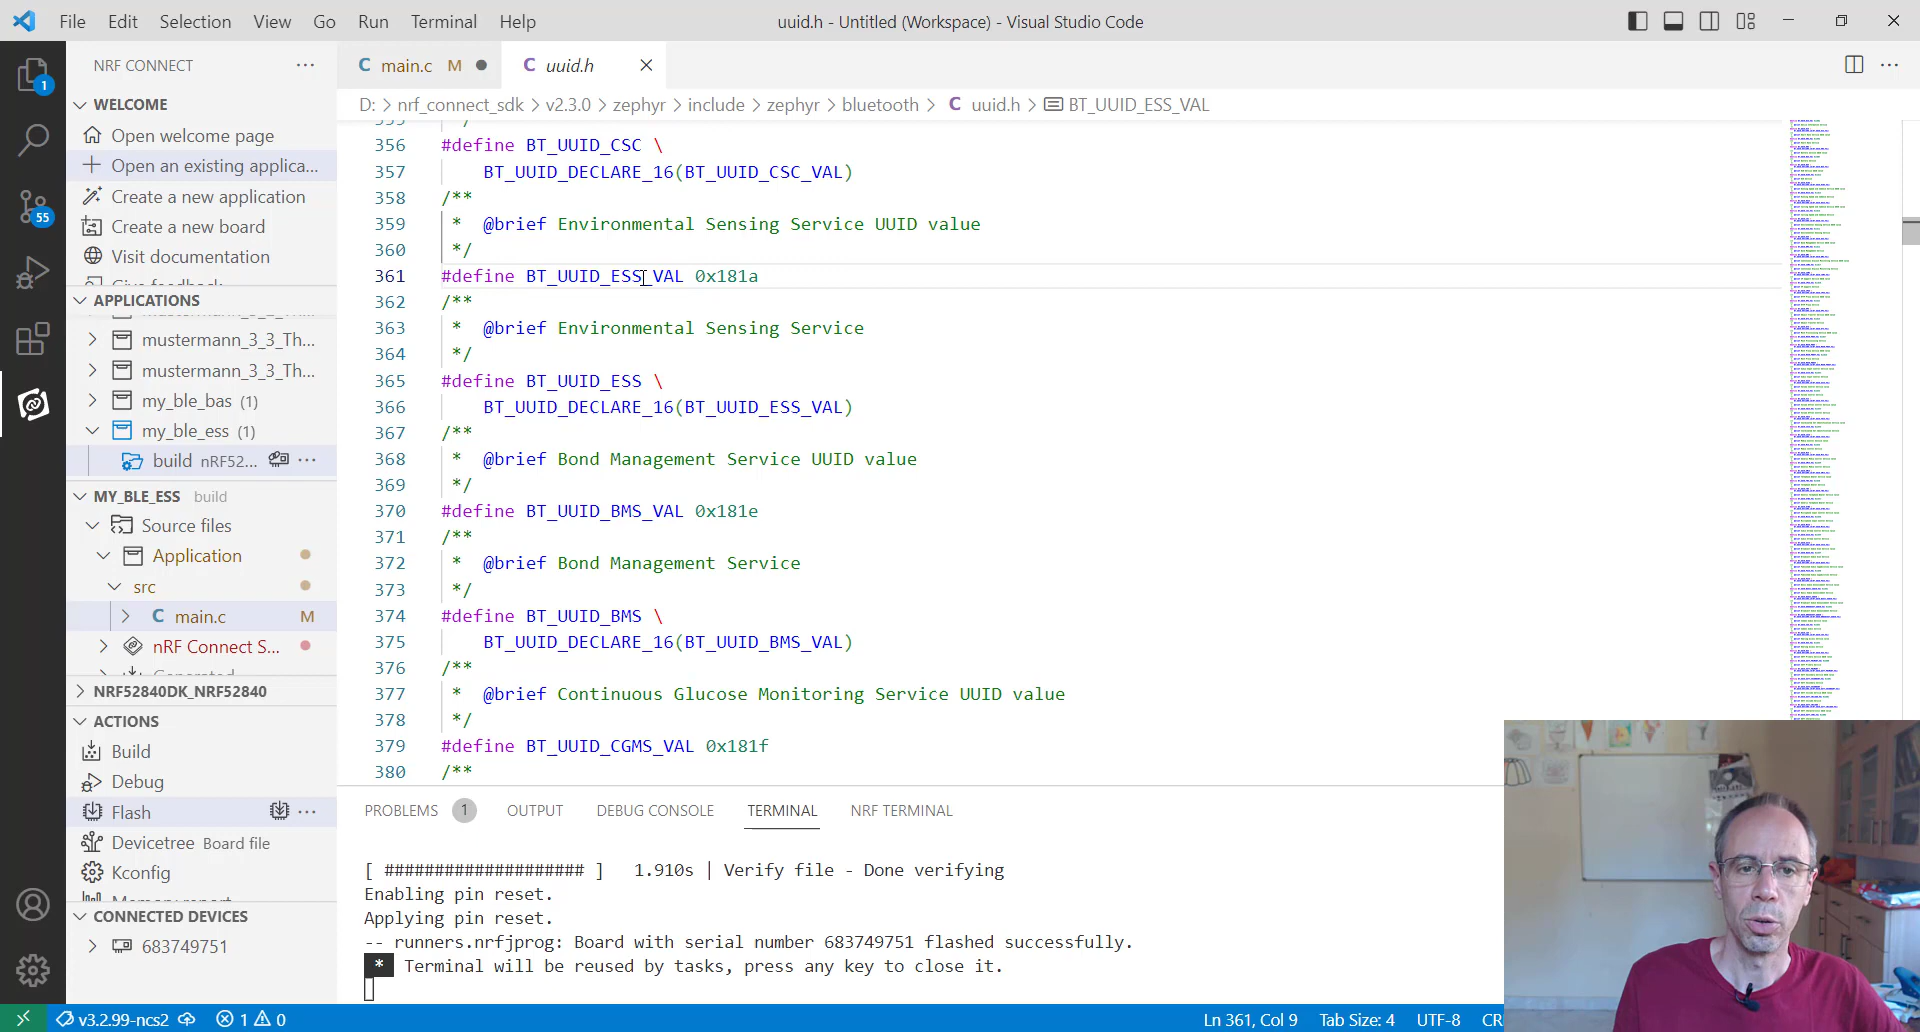 File Edit Selection View Go Run Terminal Help
uuid.h - Untitled (Workspace) - Visual Studio Code
NRF CONNECT ···
WELCOME
Open welcome page
Open an existing applica...
Create a new application
Create a new board
Visit documentation
Give feedback
APPLICATIONS
mustermann_3_3_Th...
mustermann_3_3_Th...
mustermann_3_3_Th...
my_ble_bas (1)
my_ble_ess (1)
build nRF52... ···
MY_BLE_ESS build
Source files
Application
src
C main.c M
nRF Connect S...
Generated
NRF52840DK_NRF52840
ACTIONS
Build
Debug
Flash ···
Devicetree Board file
Kconfig
Memory report
CONNECTED DEVICES
683749751
1
55
C main.c M
C uuid.h
D: > nrf_connect_sdk > v2.3.0 > zephyr > include > zephyr > bluetooth > C uuid.h > BT_UUID_ESS_VAL
355 */
356 #define BT_UUID_CSC \
357 BT_UUID_DECLARE_16(BT_UUID_CSC_VAL)
358 /**
359 * @brief Environmental Sensing Service UUID value
360 */
361 #define BT_UUID_ESS_VAL 0x181a
362 /**
363 * @brief Environmental Sensing Service
364 */
365 #define BT_UUID_ESS \
366 BT_UUID_DECLARE_16(BT_UUID_ESS_VAL)
367 /**
368 * @brief Bond Management Service UUID value
369 */
370 #define BT_UUID_BMS_VAL 0x181e
371 /**
372 * @brief Bond Management Service
373 */
374 #define BT_UUID_BMS \
375 BT_UUID_DECLARE_16(BT_UUID_BMS_VAL)
376 /**
377 * @brief Continuous Glucose Monitoring Service UUID value
378 */
379 #define BT_UUID_CGMS_VAL 0x181f
380 /**
PROBLEMS 1 OUTPUT DEBUG CONSOLE TERMINAL NRF TERMINAL
[ #################### ] 1.910s | Verify file - Done verifying
Enabling pin reset.
Applying pin reset.
-- runners.nrfjprog: Board with serial number 683749751 flashed successfully.
* Terminal will be reused by tasks, press any key to close it.
v3.2.99-ncs2 1 0
Ln 361, Col 9 Tab Size: 4 UTF-8